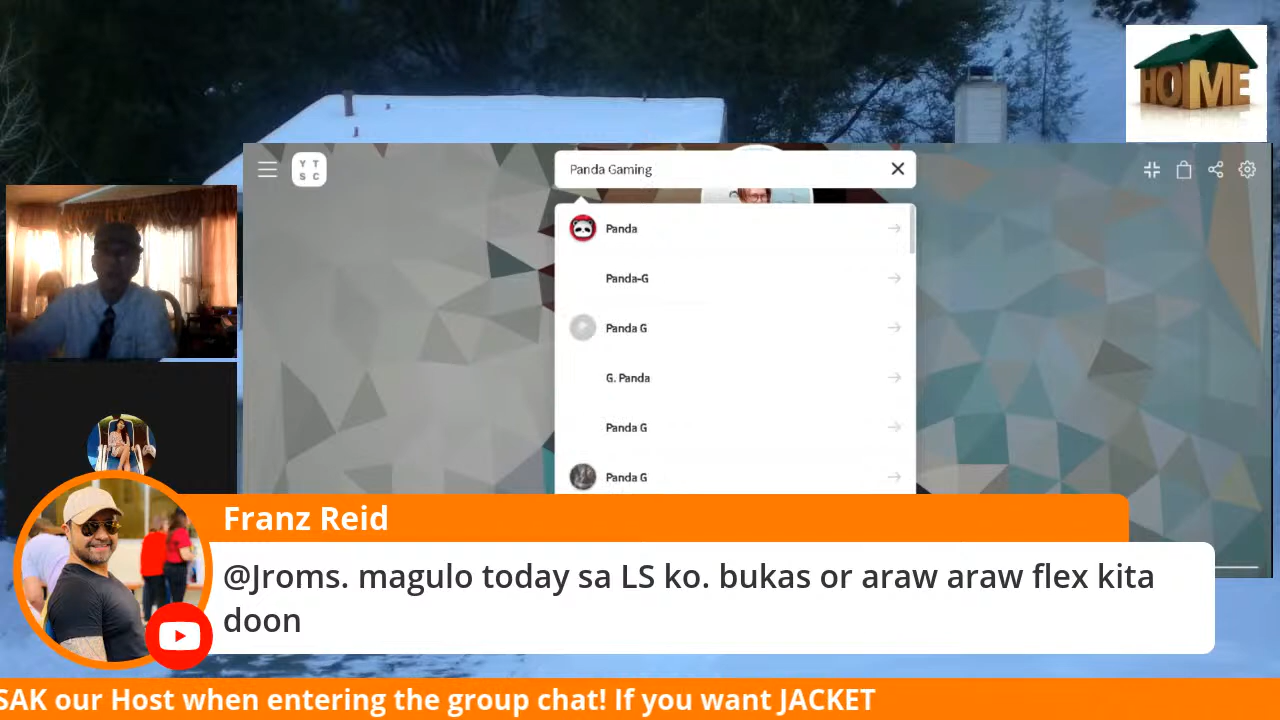 HOME
Y T
S C
Panda Gaming
Panda
Panda-G
Panda G
G. Panda
Panda G
Panda G
Franz Reid
@Jroms. magulo today sa LS ko. bukas or araw araw flex kita
doon
SAK our Host when entering the group chat! If you want JACKET